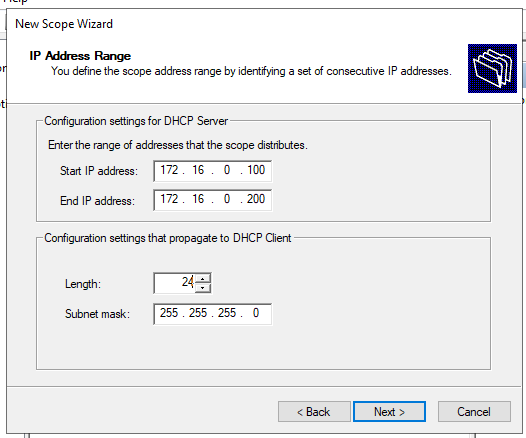 New Scope Wizard
IP Address Range
You define the scope address range by identifying a set of consecutive IP addresses.
Configuration settings for DHCP Server
Enter the range of addresses that the scope distributes.
Start IP address: 172 . 16 . 0 . 100
End IP address: 172 . 16 . 0 . 200
Configuration settings that propagate to DHCP Client
Length: 24
Subnet mask: 255 . 255 . 255 . 0
< Back Next > Cancel